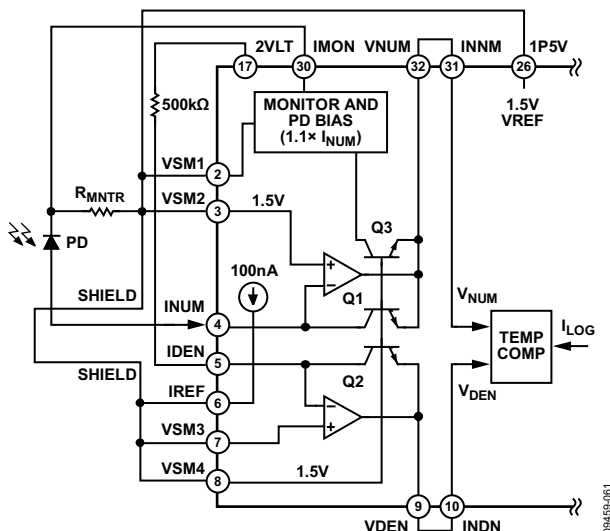 2VLT IMON VNUM INNM 1P5V
17 30 32 31 26
500kΩ
MONITOR AND
PD BIAS
(1.1× INUM)
1.5V
VREF
VSM1
2
RMNTR
VSM2
3
1.5V
Q3
PD
100nA
SHIELD
INUM
4
Q1
VNUM
TEMP
COMP
ILOG
IDEN
5
VDEN
SHIELD
IREF
6
Q2
VSM3
7
VSM4
8
1.5V
9 10
VDEN INDN
09459-061